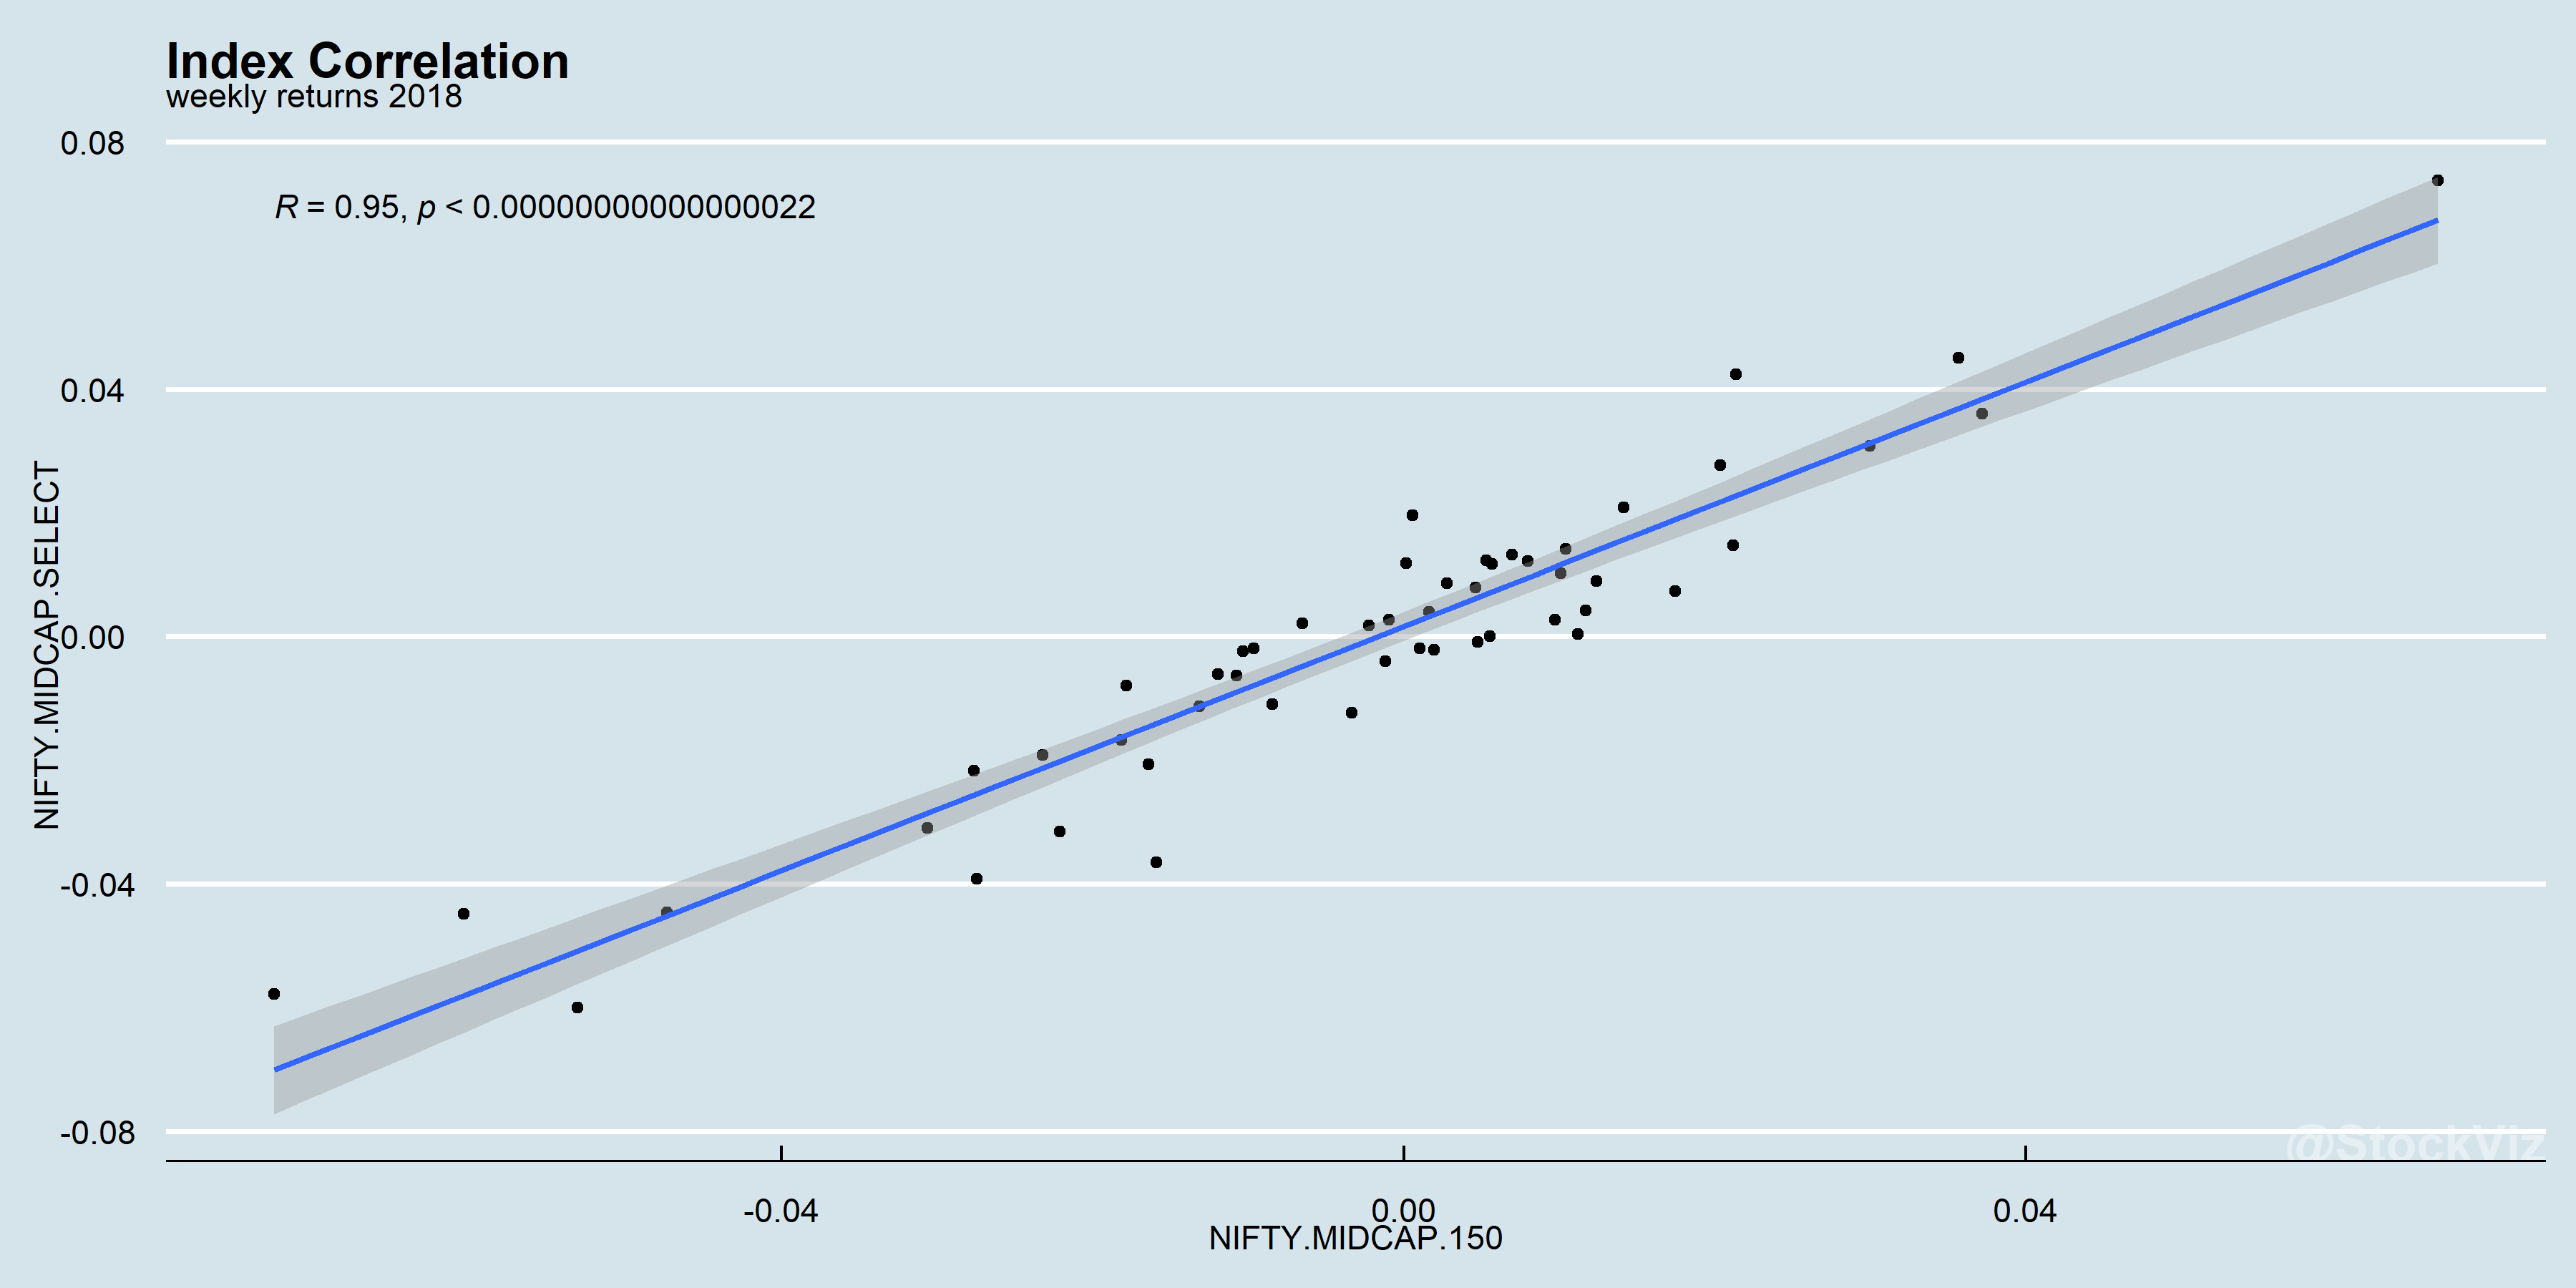 Index Correlation
weekly returns 2018
0.08
R = 0.95, p < 0.00000000000000022
0.04
NIFTY.MIDCAP.SELECT
0.00
-0.04
-0.08
@StockViz
-0.04
0.00
0.04
NIFTY.MIDCAP.150